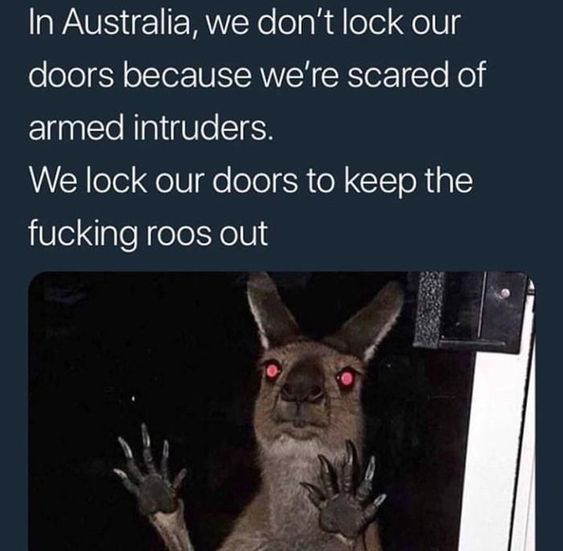 In Australia, we don’t lock our
doors because we’re scared of
armed intruders.
We lock our doors to keep the
fucking roos out